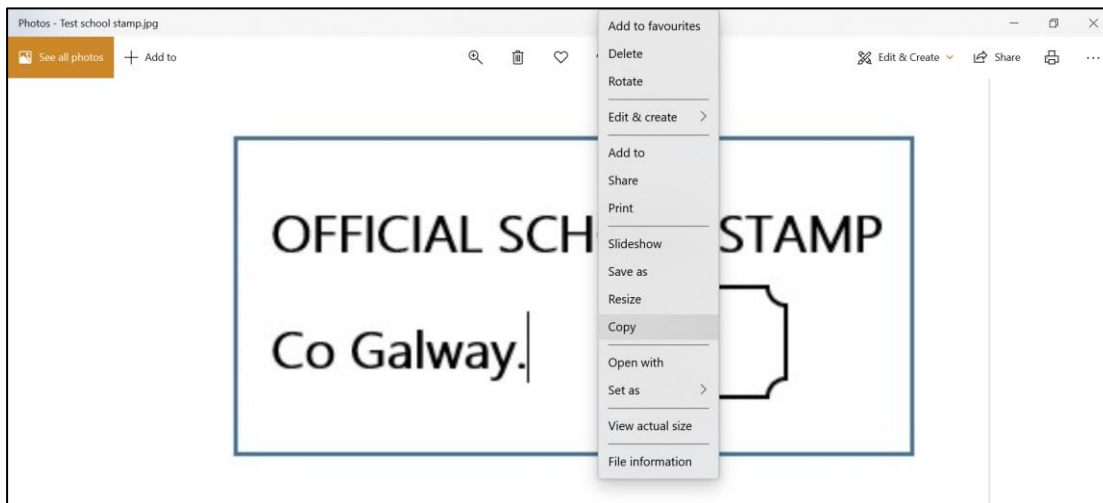 Photos - Test school stamp.jpg
See all photos
Add to
Edit & Create
Share
Add to favourites
Delete
Rotate
Edit & create
Add to
Share
Print
Slideshow
Save as
Resize
Copy
Open with
Set as
View actual size
File information
OFFICIAL SCH STAMP
Co Galway.